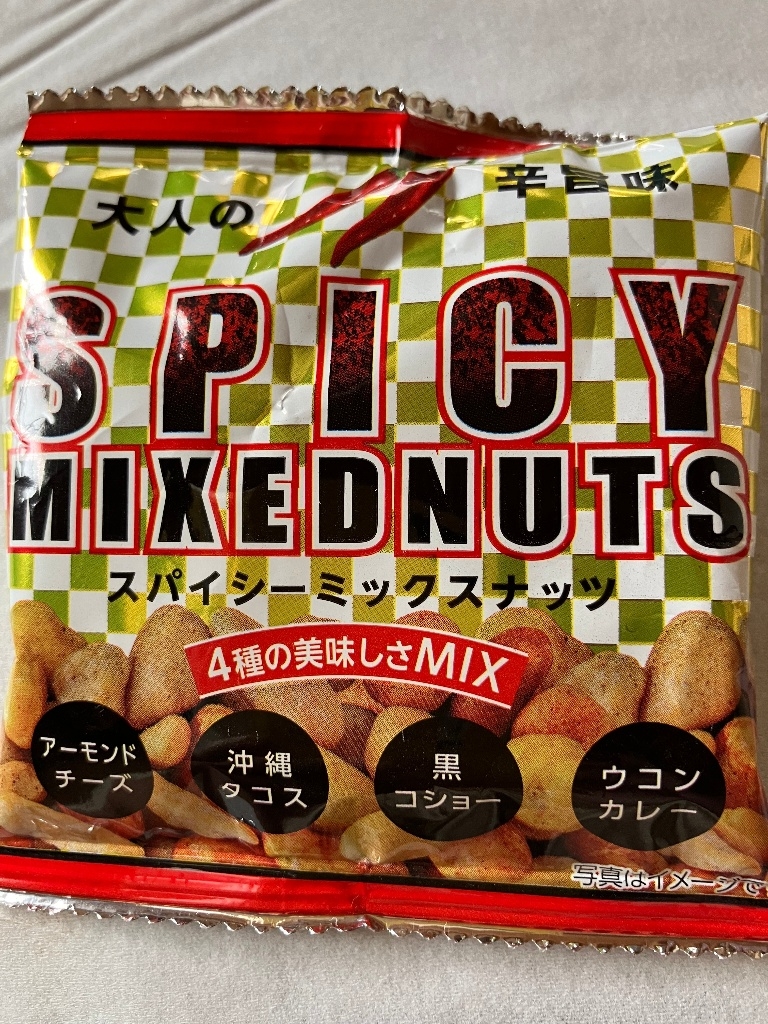 大人の 辛旨味
SPICY
MIXEDNUTS
スパイシーミックスナッツ
4種の美味しさMIX
アーモンド
チーズ
沖縄
タコス
黒
コショー
ウコン
カレー
写真はイメージで